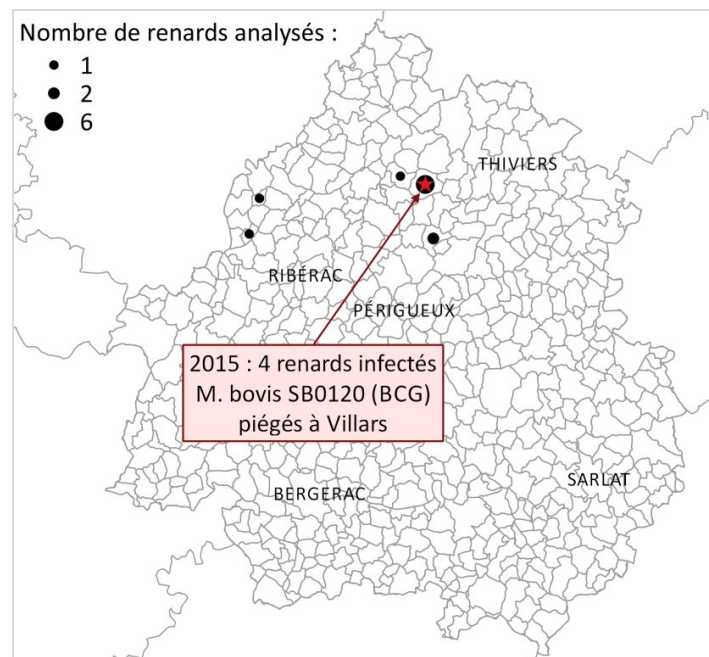 Nombre de renards analysés :
1
2
6
THIVIERS
RIBÉRAC
PÉRIGUEUX
2015 : 4 renards infectés
M. bovis SB0120 (BCG)
piégés à Villars
SARLAT
BERGERAC